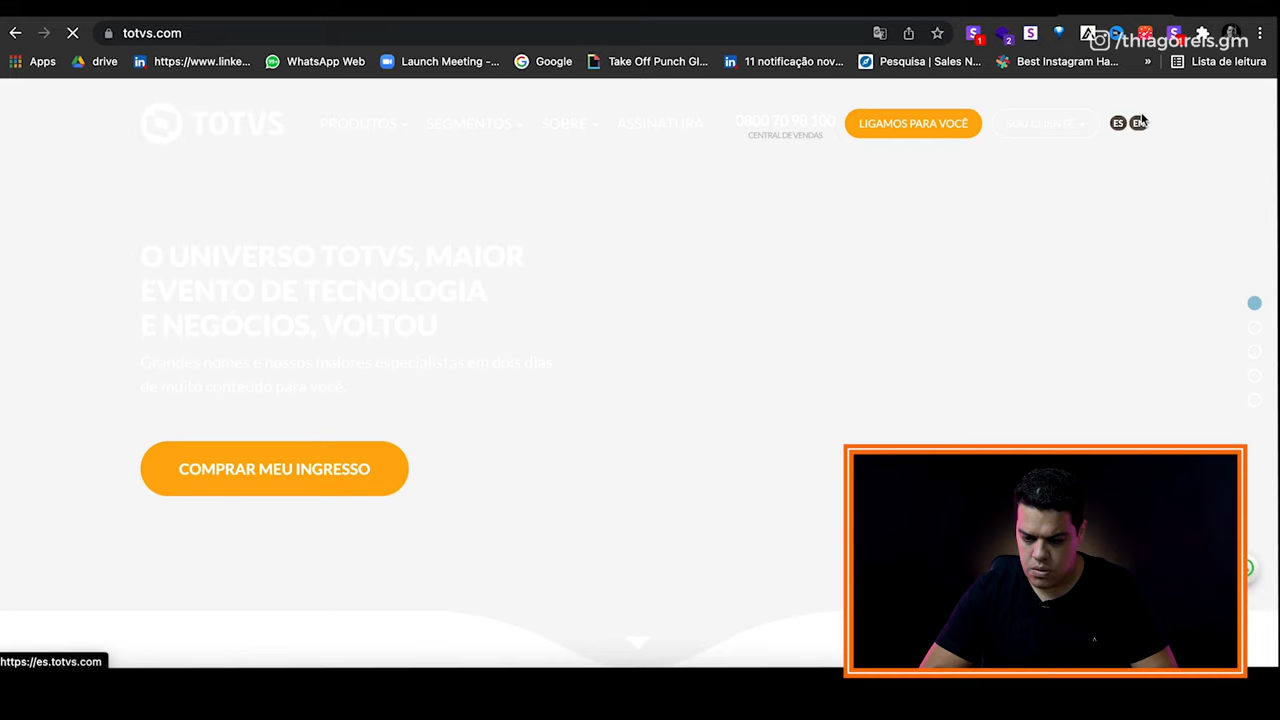 totvs.com
/thiago.reis.gm
Apps
drive
https://www.linke...
WhatsApp Web
Launch Meeting -...
Google
Take Off Punch Gl...
11 notificação nov...
Pesquisa | Sales N...
Best Instagram Ha...
»
Lista de leitura
TOTVS
PRODUTOS
SEGMENTOS
SOBRE
ASSINATURA
0800 70 98 100
CENTRAL DE VENDAS
LIGAMOS PARA VOCÊ
SOU CLIENTE
ES
EN
O UNIVERSO TOTVS, MAIOR
EVENTO DE TECNOLOGIA
E NEGÓCIOS, VOLTOU
Grandes nomes e nossos maiores especialistas em dois dias
de muito conteúdo para você.
COMPRAR MEU INGRESSO
https://es.totvs.com